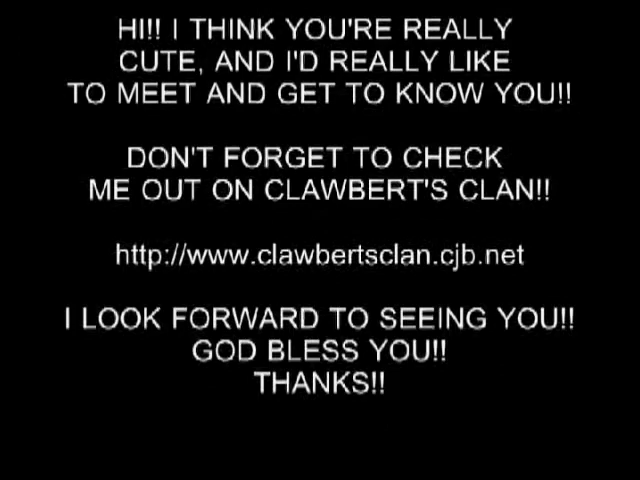 HI!! I THINK YOU'RE REALLY
CUTE, AND I'D REALLY LIKE
TO MEET AND GET TO KNOW YOU!!
DON'T FORGET TO CHECK
ME OUT ON CLAWBERT'S CLAN!!
http://www.clawbertsclan.cjb.net
I LOOK FORWARD TO SEEING YOU!!
GOD BLESS YOU!!
THANKS!!